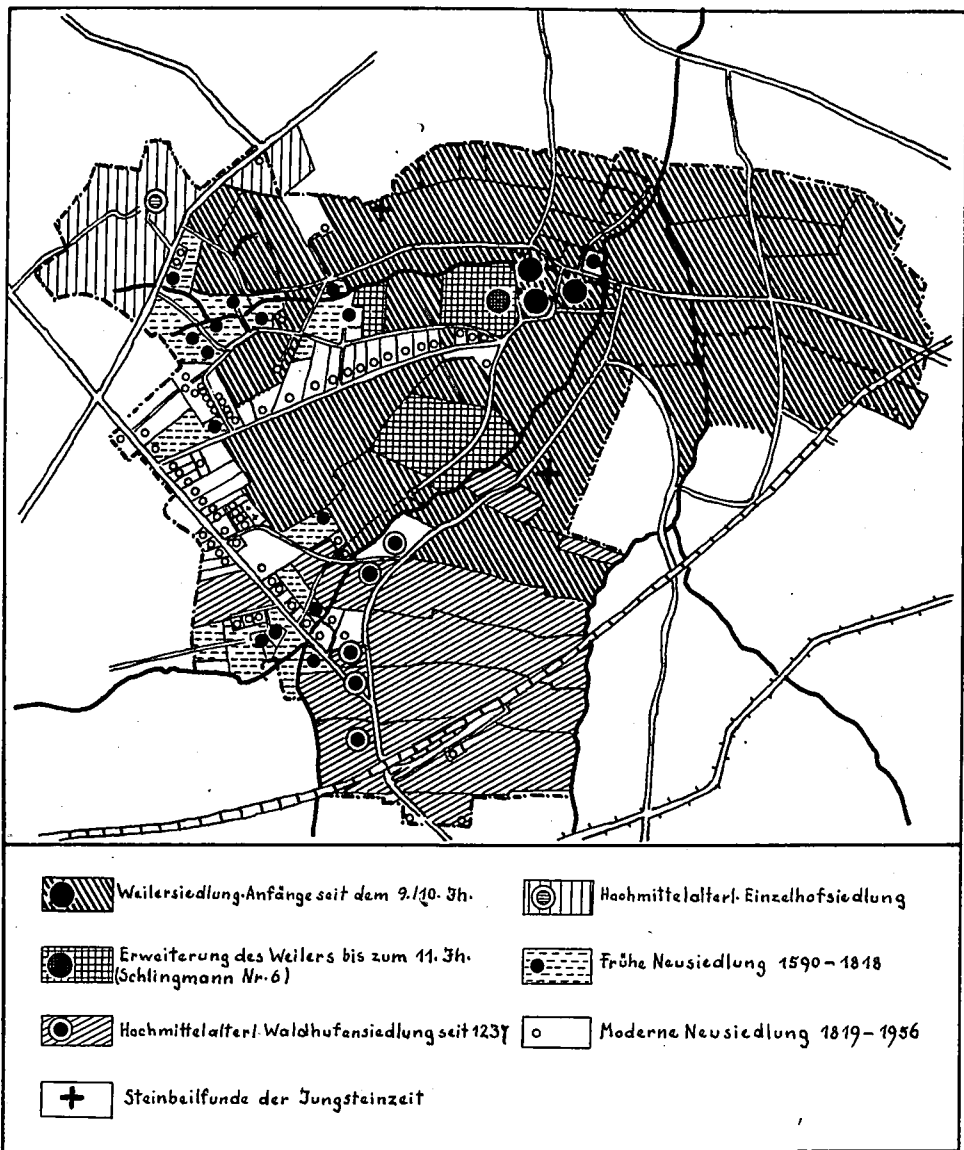 Weilersiedlung-Anfänge seit dem 9./10. Jh.
Erweiterung des Weilers bis zum 11. Jh.
(Schlingmann Nr. 6)
Hochmittelalterl. Waldhufensiedlung seit 1237
Steinbeilfunde der Jungsteinzeit
Hochmittelalterl. Einzelhofsiedlung
Frühe Neusiedlung 1590-1818
Moderne Neusiedlung 1819-1956